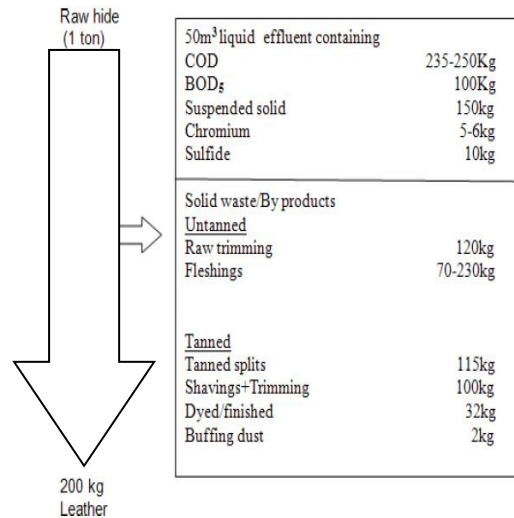 Raw hide
(1 ton)
50m³ liquid effluent containing
COD 235-250Kg
BOD₅ 100Kg
Suspended solid 150kg
Chromium 5-6kg
Sulfide 10kg
Solid waste/By products
Untanned
Raw trimming 120kg
Fleshings 70-230kg
Tanned
Tanned splits 115kg
Shavings+Trimming 100kg
Dyed/finished 32kg
Buffing dust 2kg
200 kg
Leather